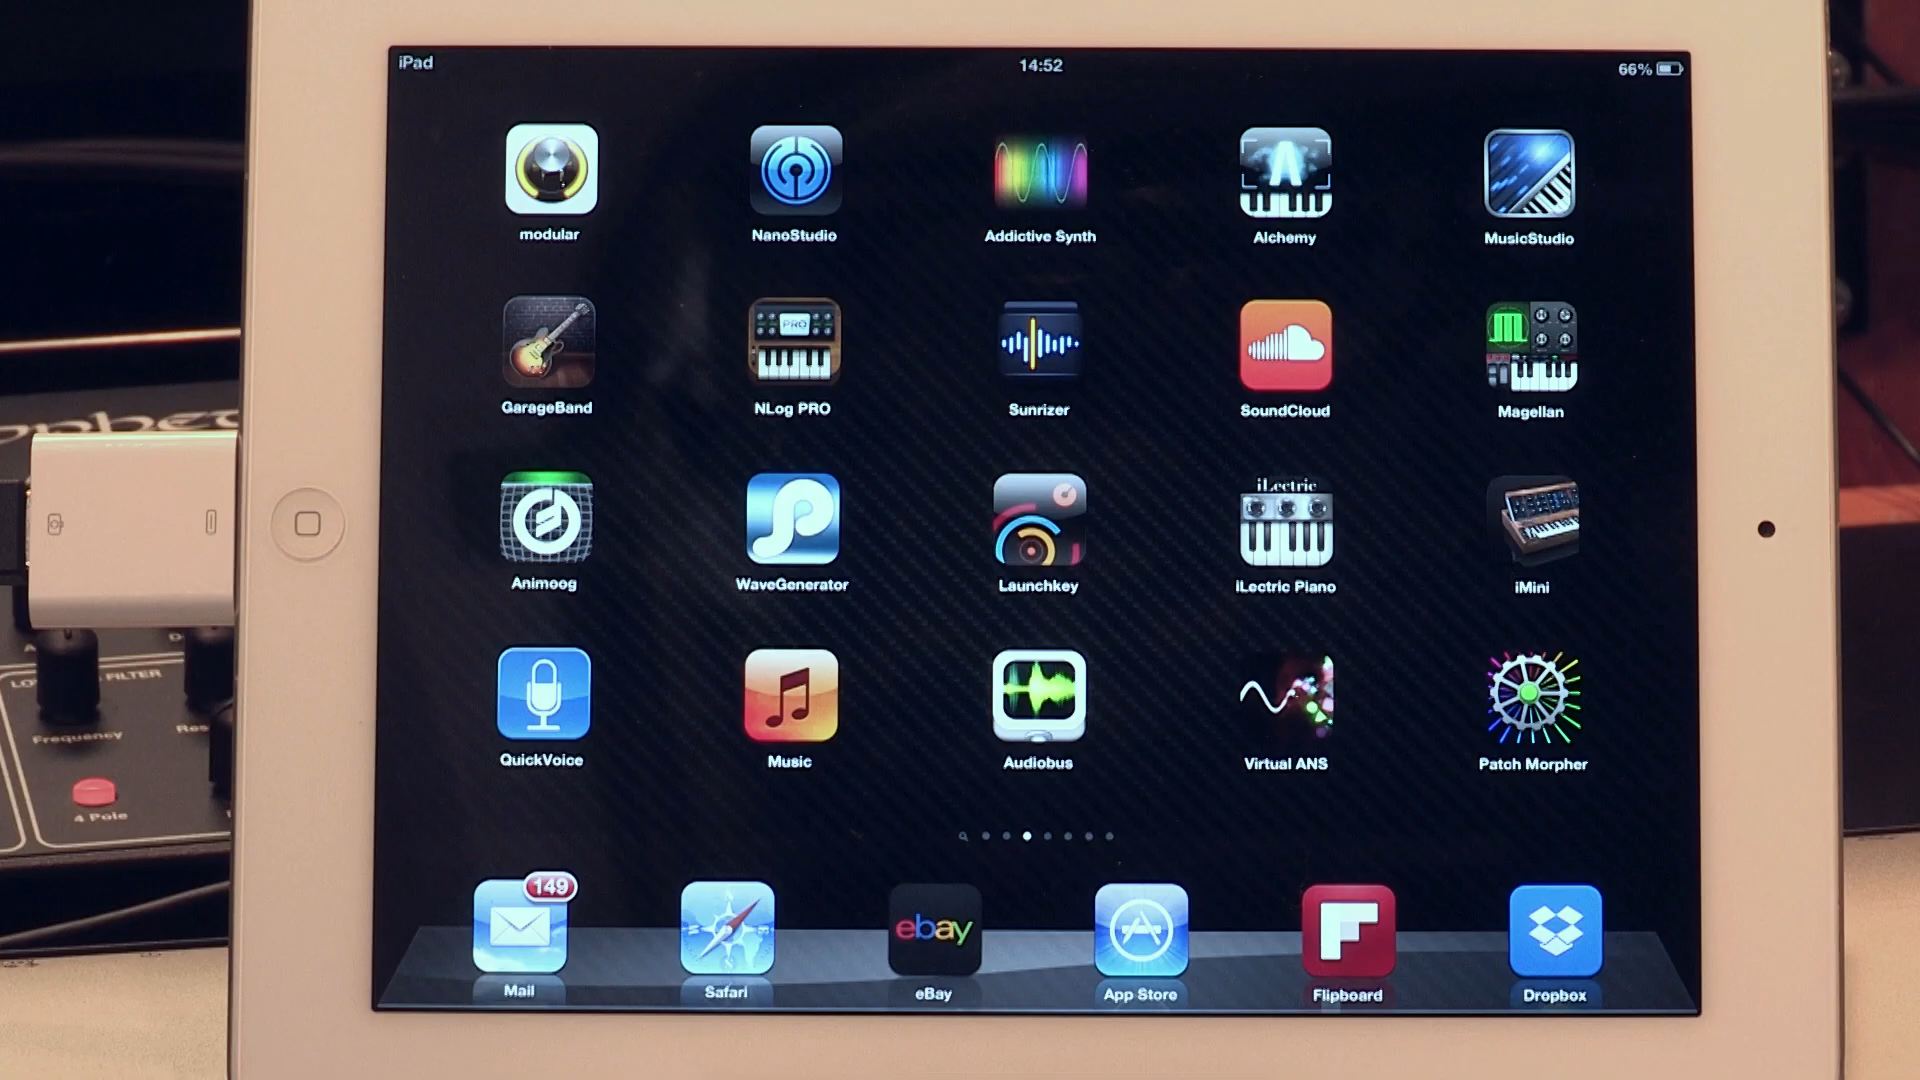 iPad
14:52
66%
modular
NanoStudio
Addictive Synth
Alchemy
MusicStudio
PRO
GarageBand
NLog PRO
Sunrizer
SoundCloud
Magellan
iLectric
Animoog
WaveGenerator
Launchkey
iLectric Piano
iMini
QuickVoice
Music
Audiobus
Virtual ANS
Patch Morpher
149
ebay
Mail
Safari
eBay
App Store
Flipboard
Dropbox
FILTER
Frequency
Res
4 Pole